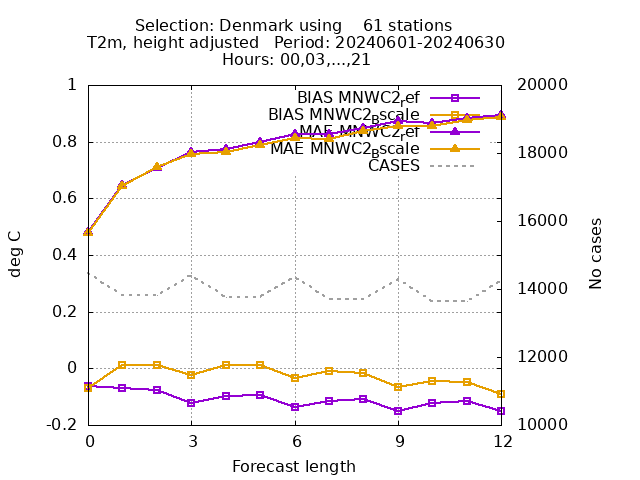 Selection: Denmark using    61 stations
T2m, height adjusted   Period: 20240601-20240630
Hours: 00,03,...,21
1 20000
BIAS MNWC2_ref
BIAS MNWC2_Bscale
MAE MNWC2_ref
MAE MNWC2_Bscale
CASES
0.8 18000
0.6
16000
0.4
14000
0.2
12000
0
-0.2 10000
deg C
No cases
0 3 6 9 12
Forecast length